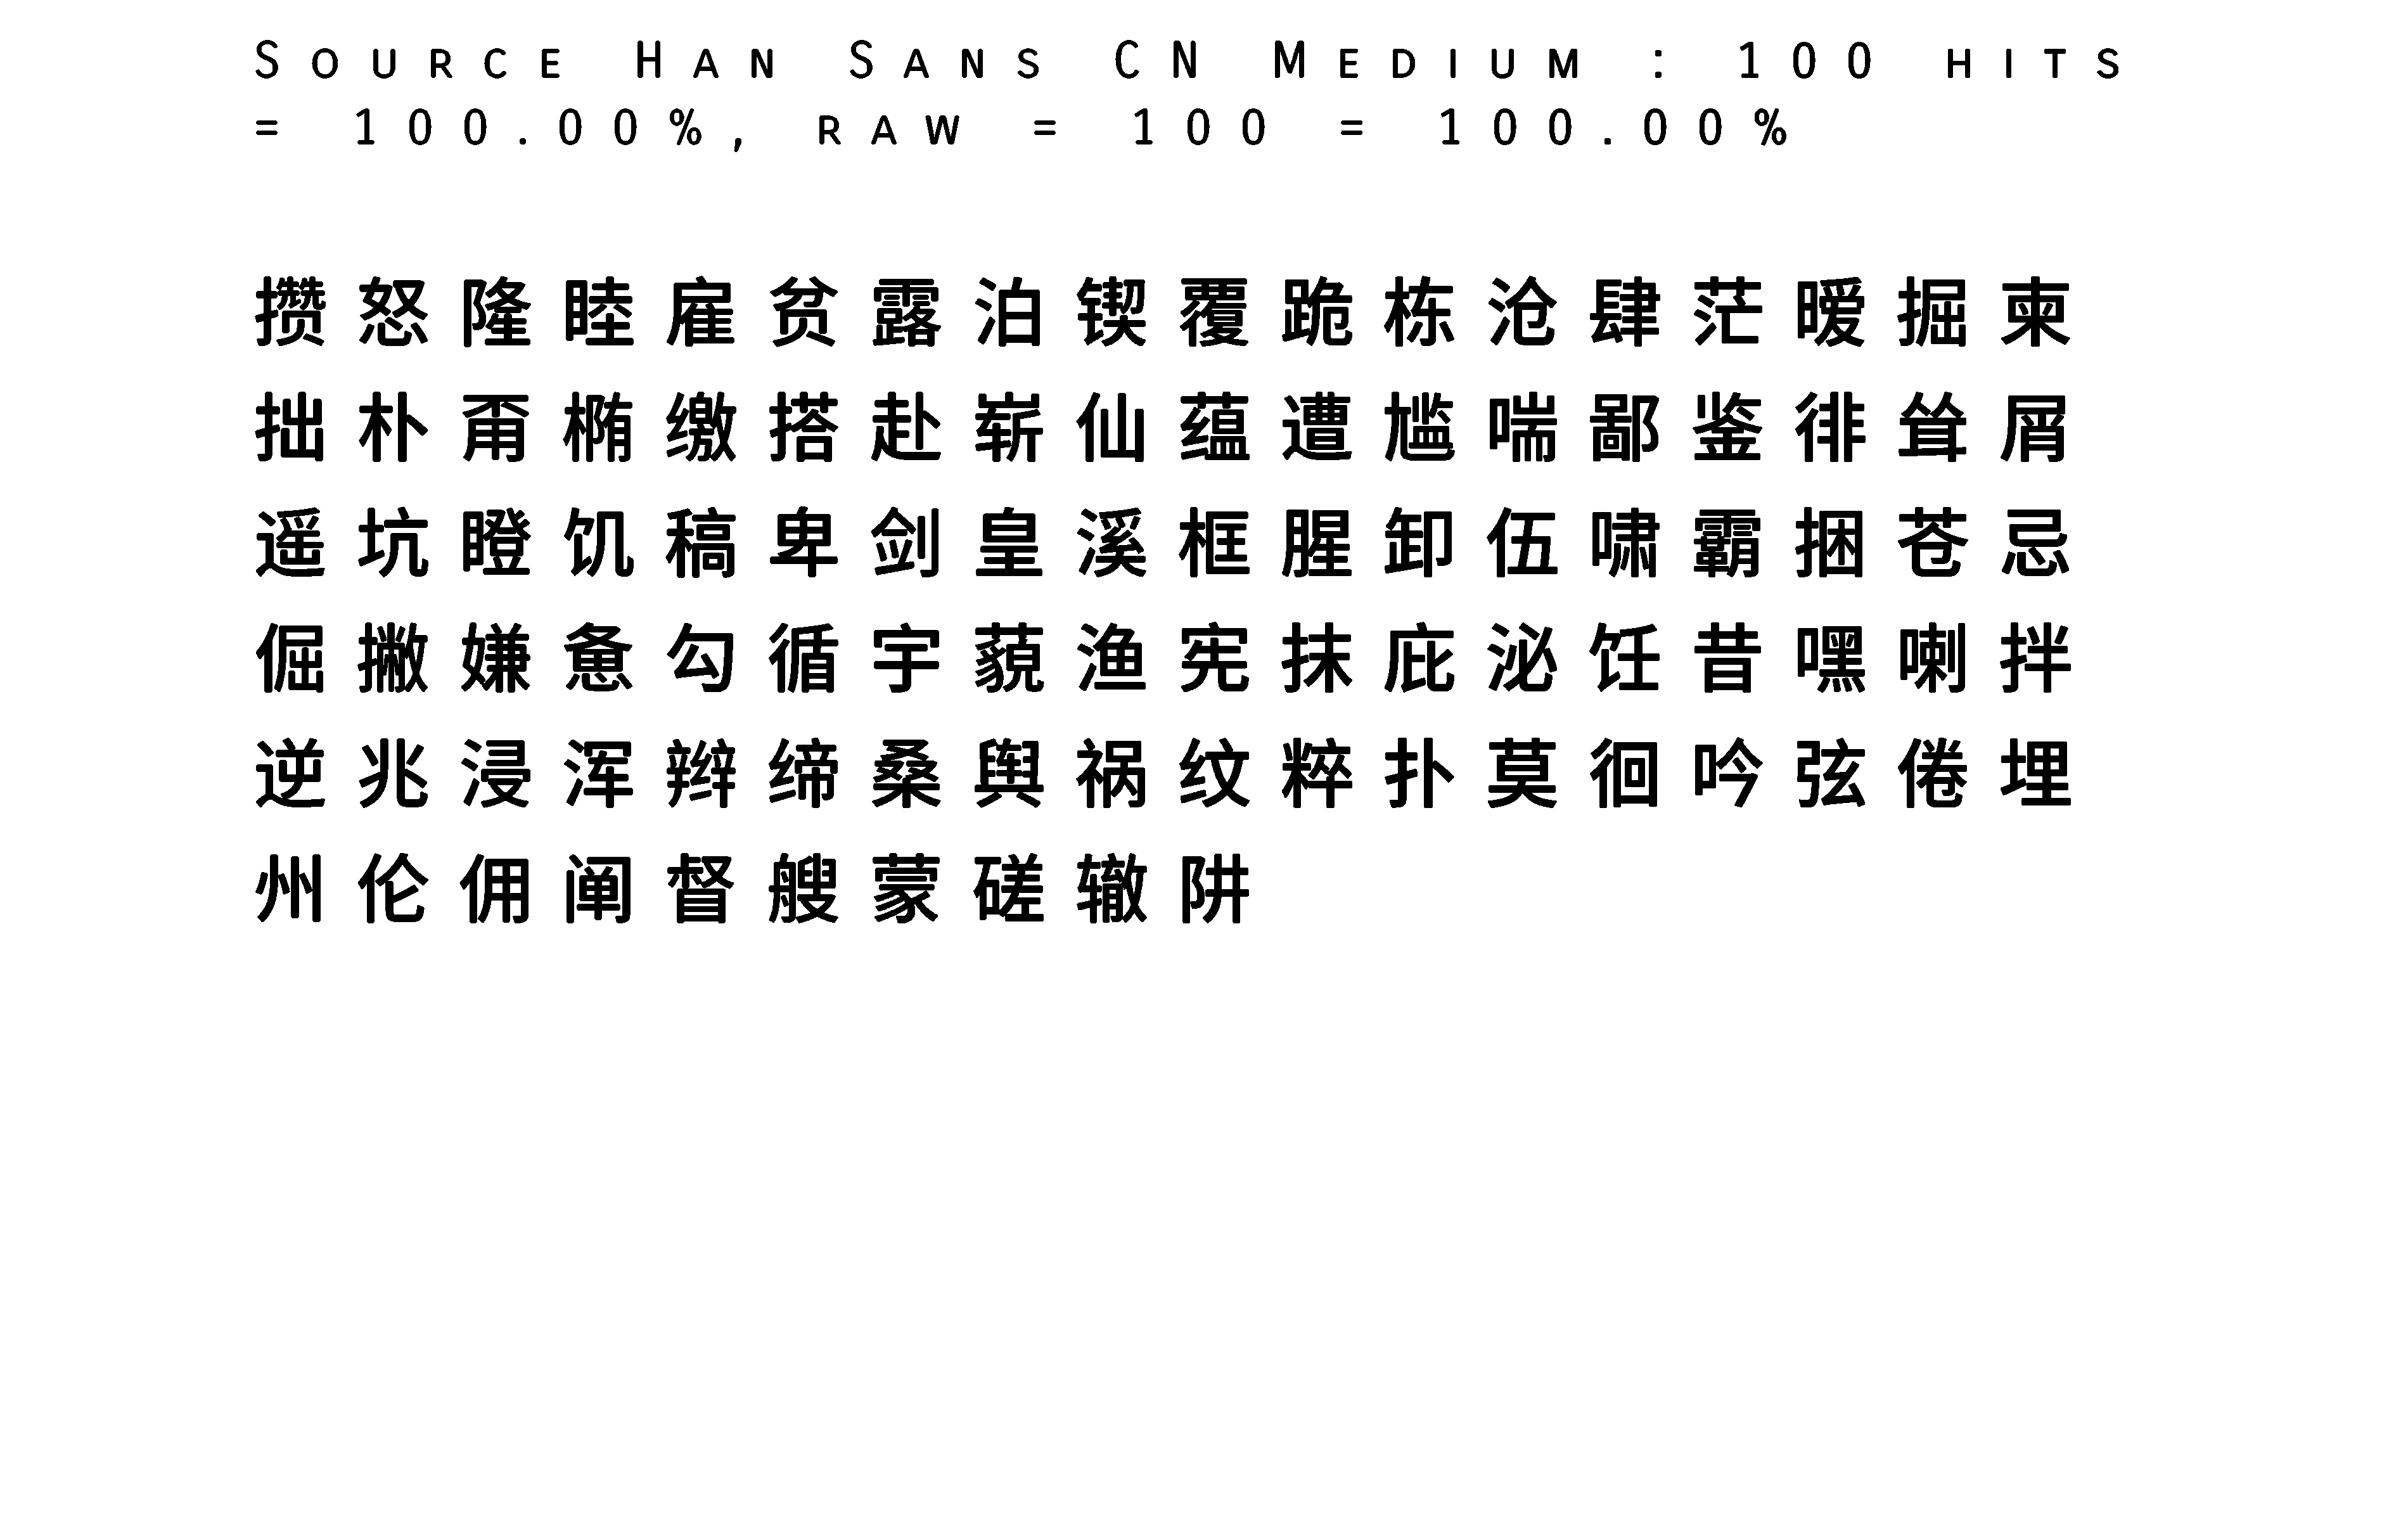 Source Han Sans CN Medium : 100 hits
= 100.00%, raw = 100 = 100.00%
攒怒隆睦雇贫露泊锲覆跪栋沧肆茫暧掘柬
拙朴甭椭缴搭赴崭仙蕴遭尴喘鄙鉴徘耸屑
遥坑瞪饥稿卑剑皇溪框腥卸伍啸霸捆苍忌
倔撇嫌惫勾循宇藐渔宪抹庇泌饪昔嘿喇拌
逆兆浸浑辫缔桑舆祸纹粹扑莫徊吟弦倦埋
州伦佣阐督艘蒙磋辙阱